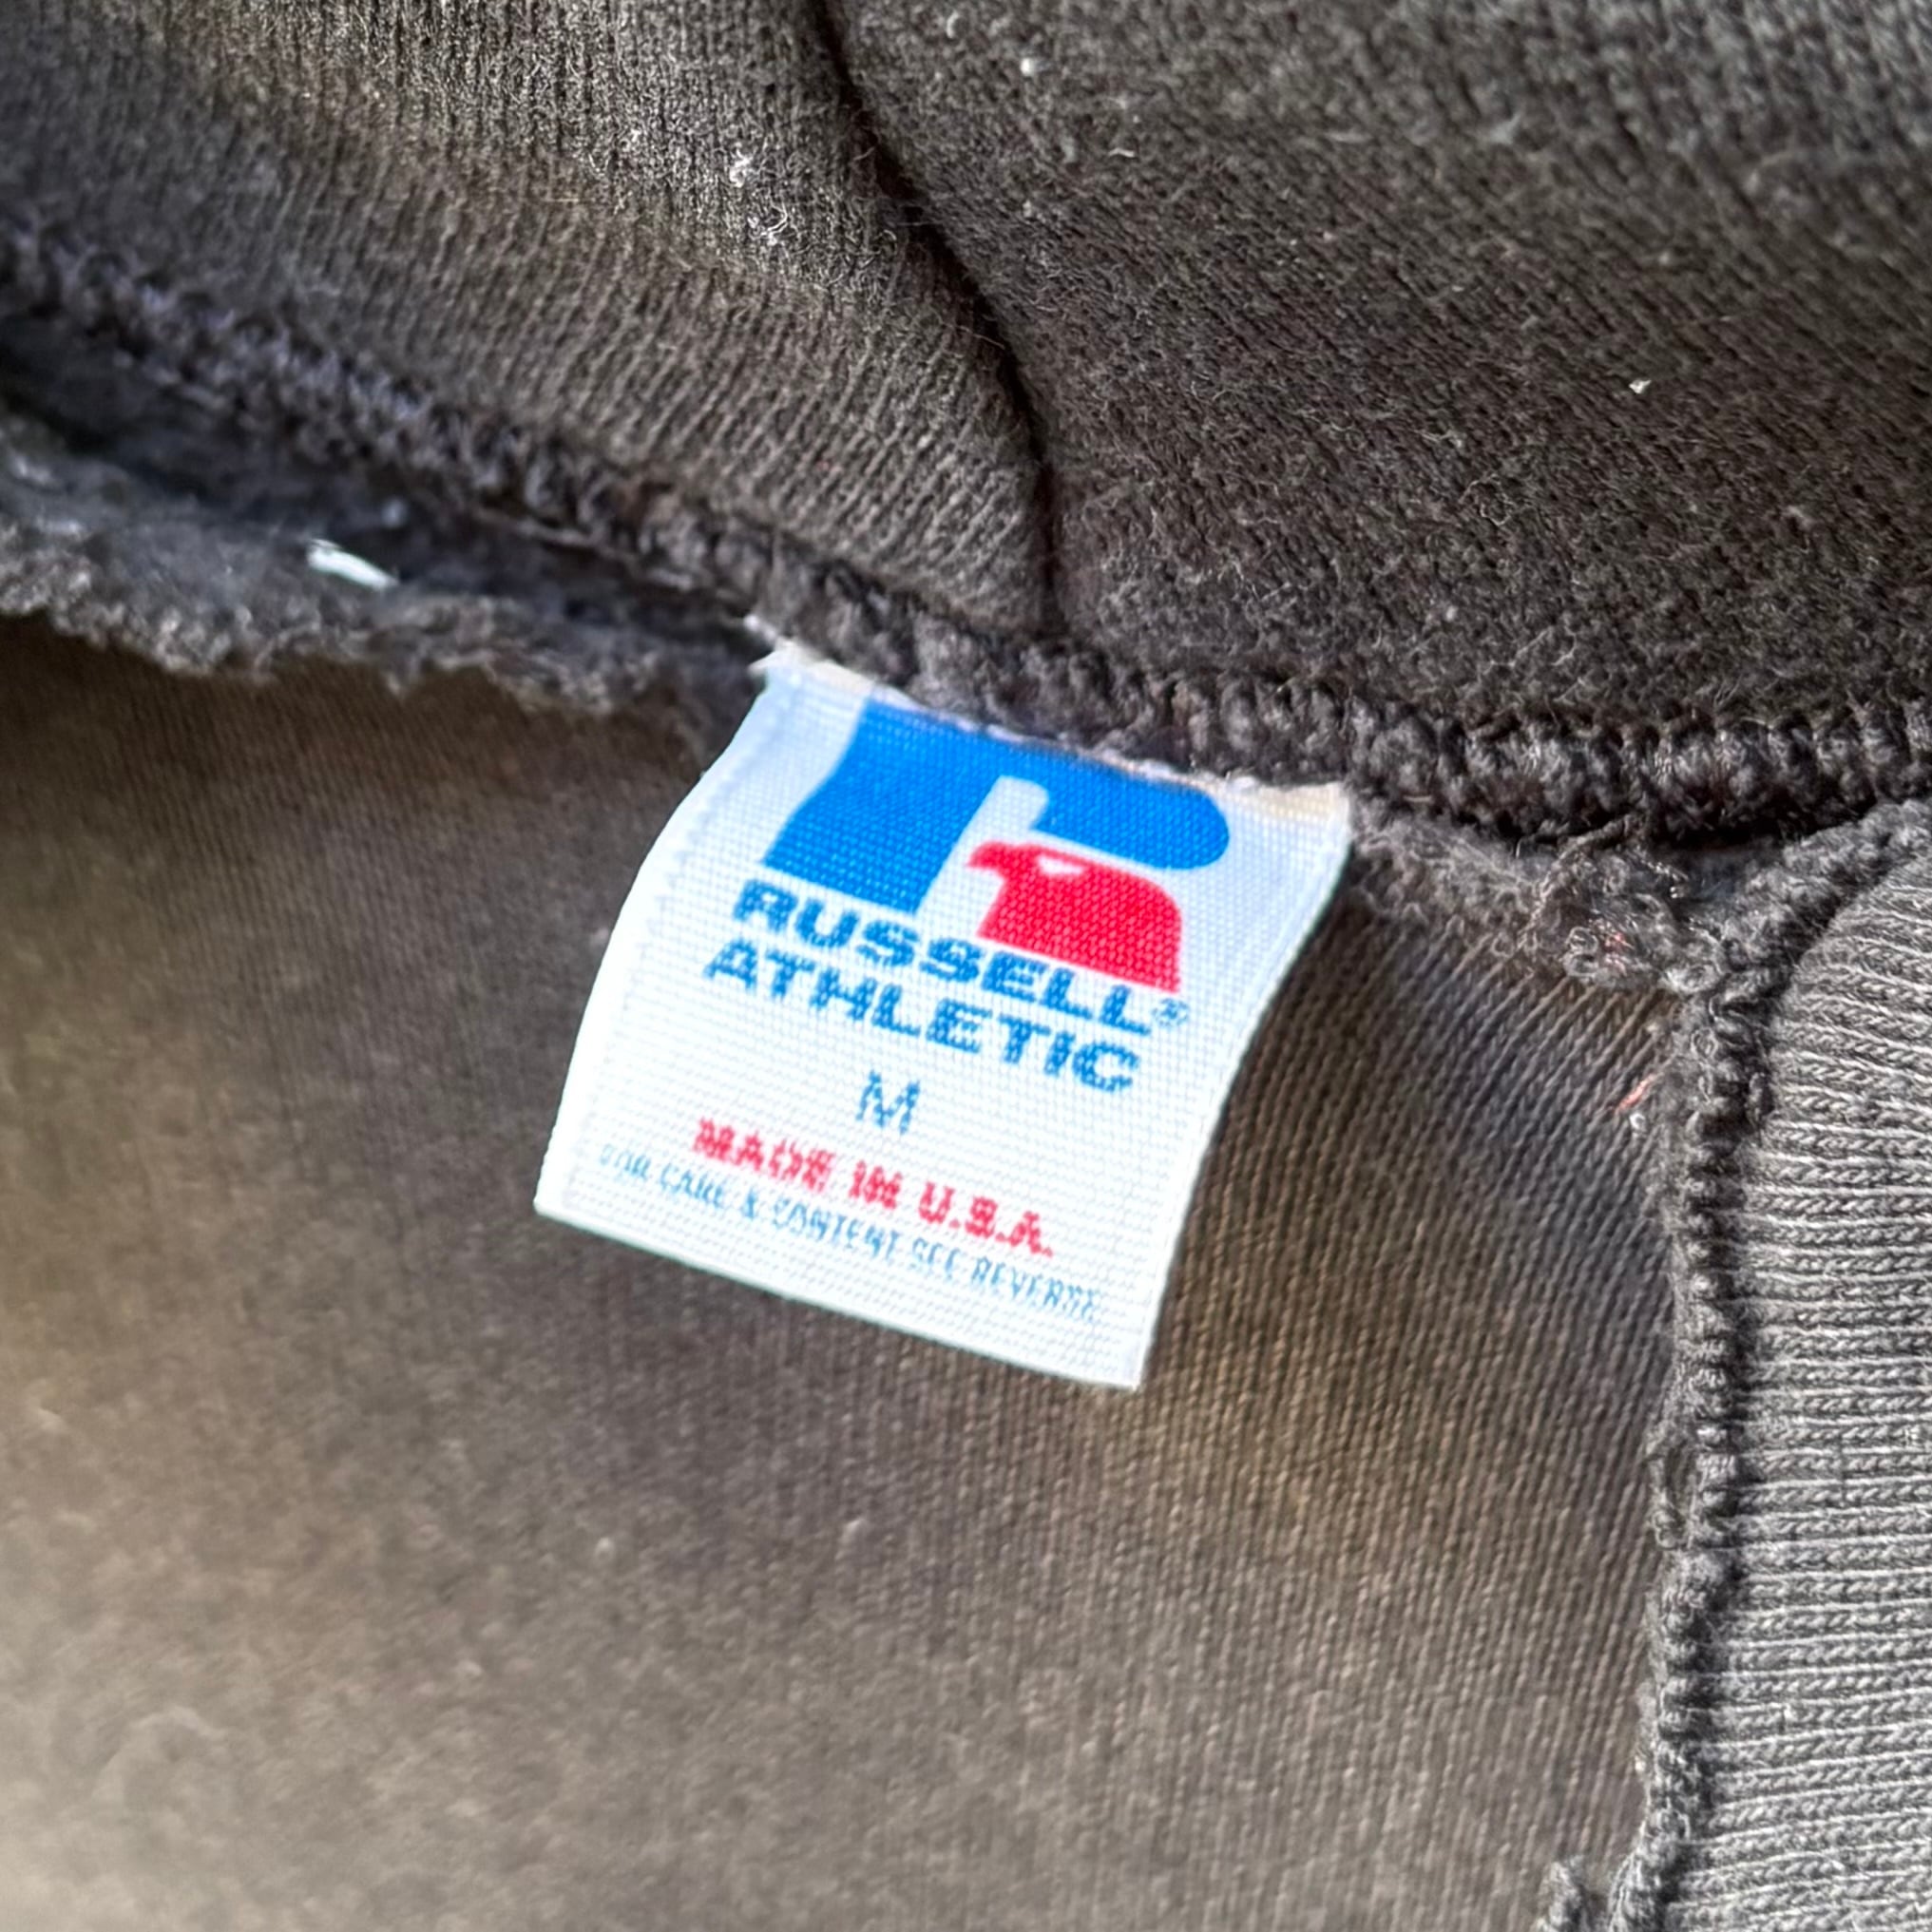 RUSSELL®
ATHLETIC
M
MADE IN U.S.A.
FOR CARE & CONTENT SEE REVERSE